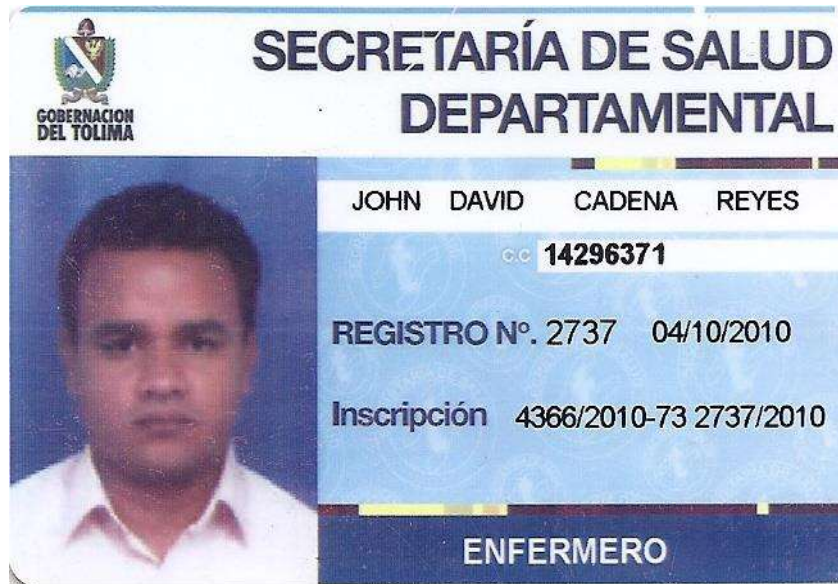 SECRETARÍA DE SALUD
DEPARTAMENTAL
GOBERNACION
DEL TOLIMA
JOHN DAVID CADENA REYES
C.C 14296371
REGISTRO Nº. 2737 04/10/2010
Inscripción 4366/2010-73 2737/2010
ENFERMERO